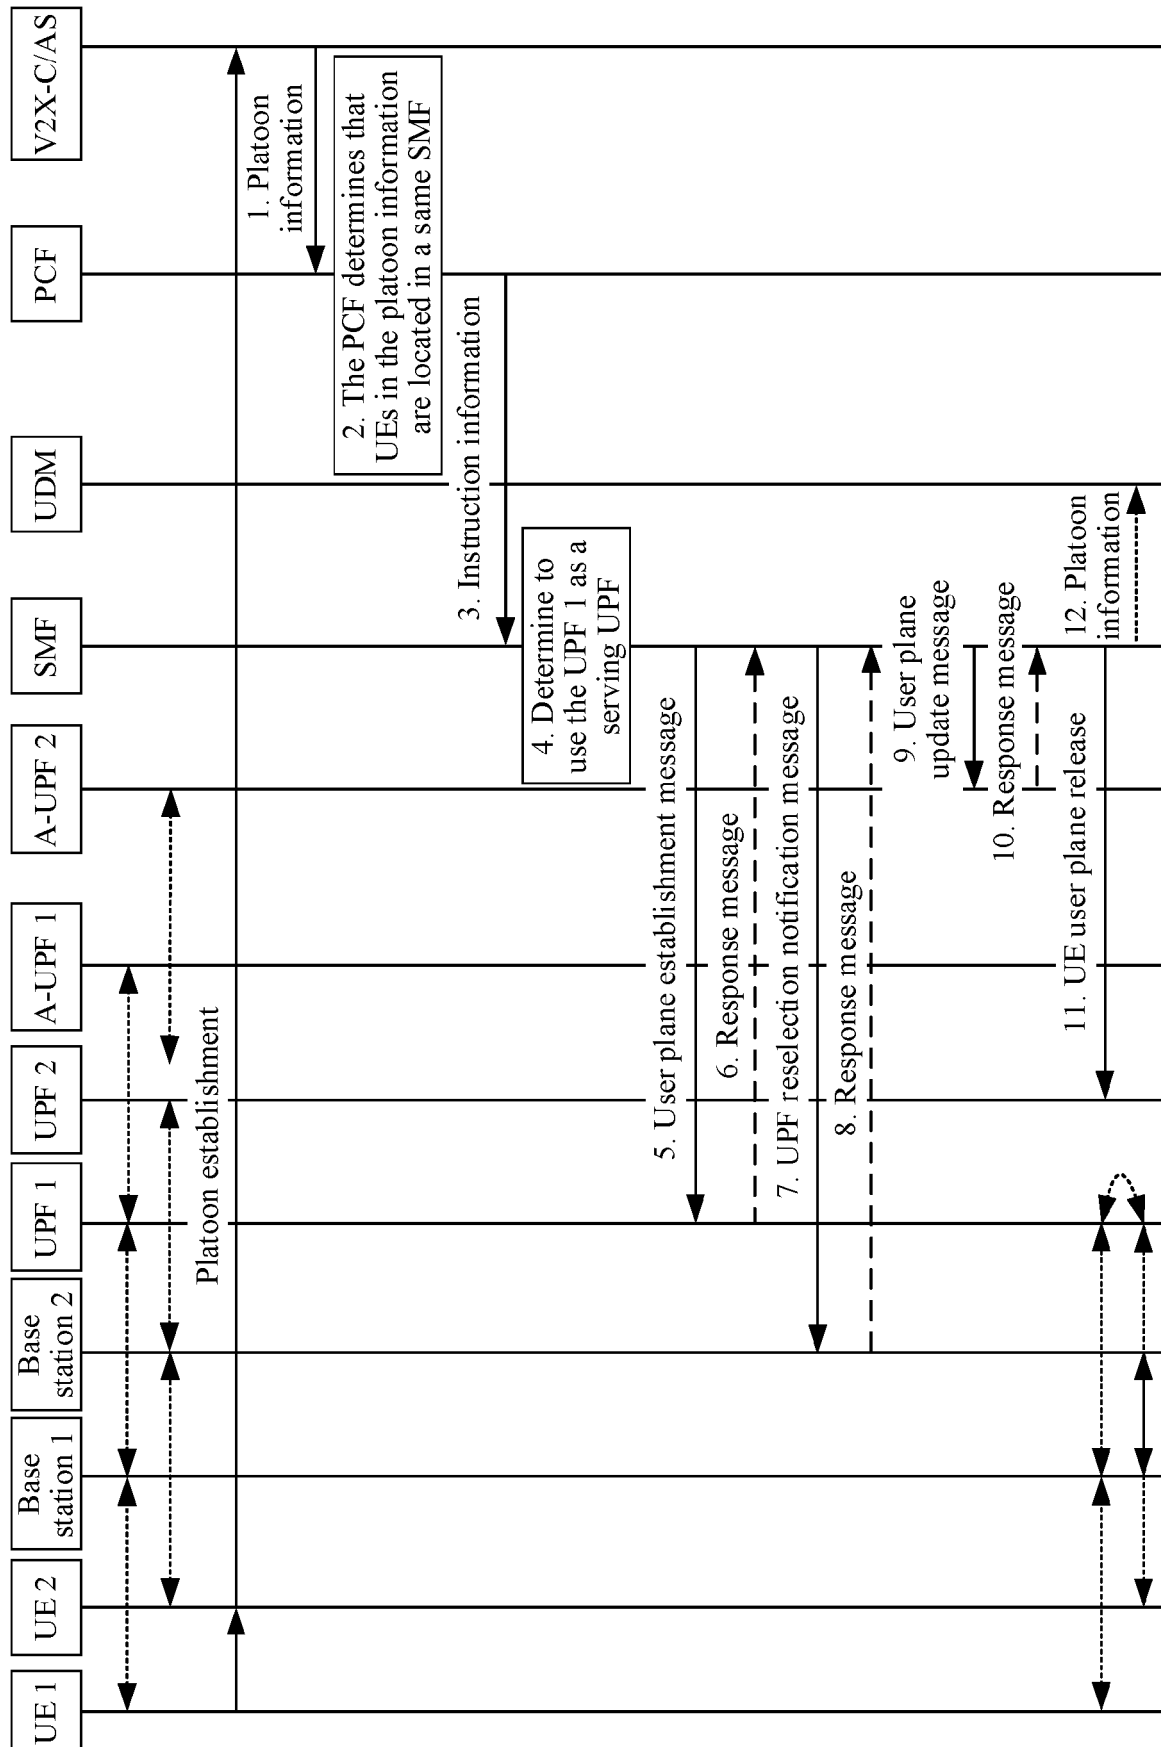 UE 1
UE 2
Base
station 1
Base
station 2
UPF 1
UPF 2
A-UPF 1
A-UPF 2
SMF
UDM
PCF
V2X-C/AS
Platoon establishment
1. Platoon
information
2. The PCF determines that
UEs in the platoon information
are located in a same SMF
3. Instruction information
4. Determine to
use the UPF 1 as a
serving UPF
5. User plane establishment message
6. Response message
7. UPF reselection notification message
8. Response message
9. User plane
update message
10. Response message
11. UE user plane release
12. Platoon
information